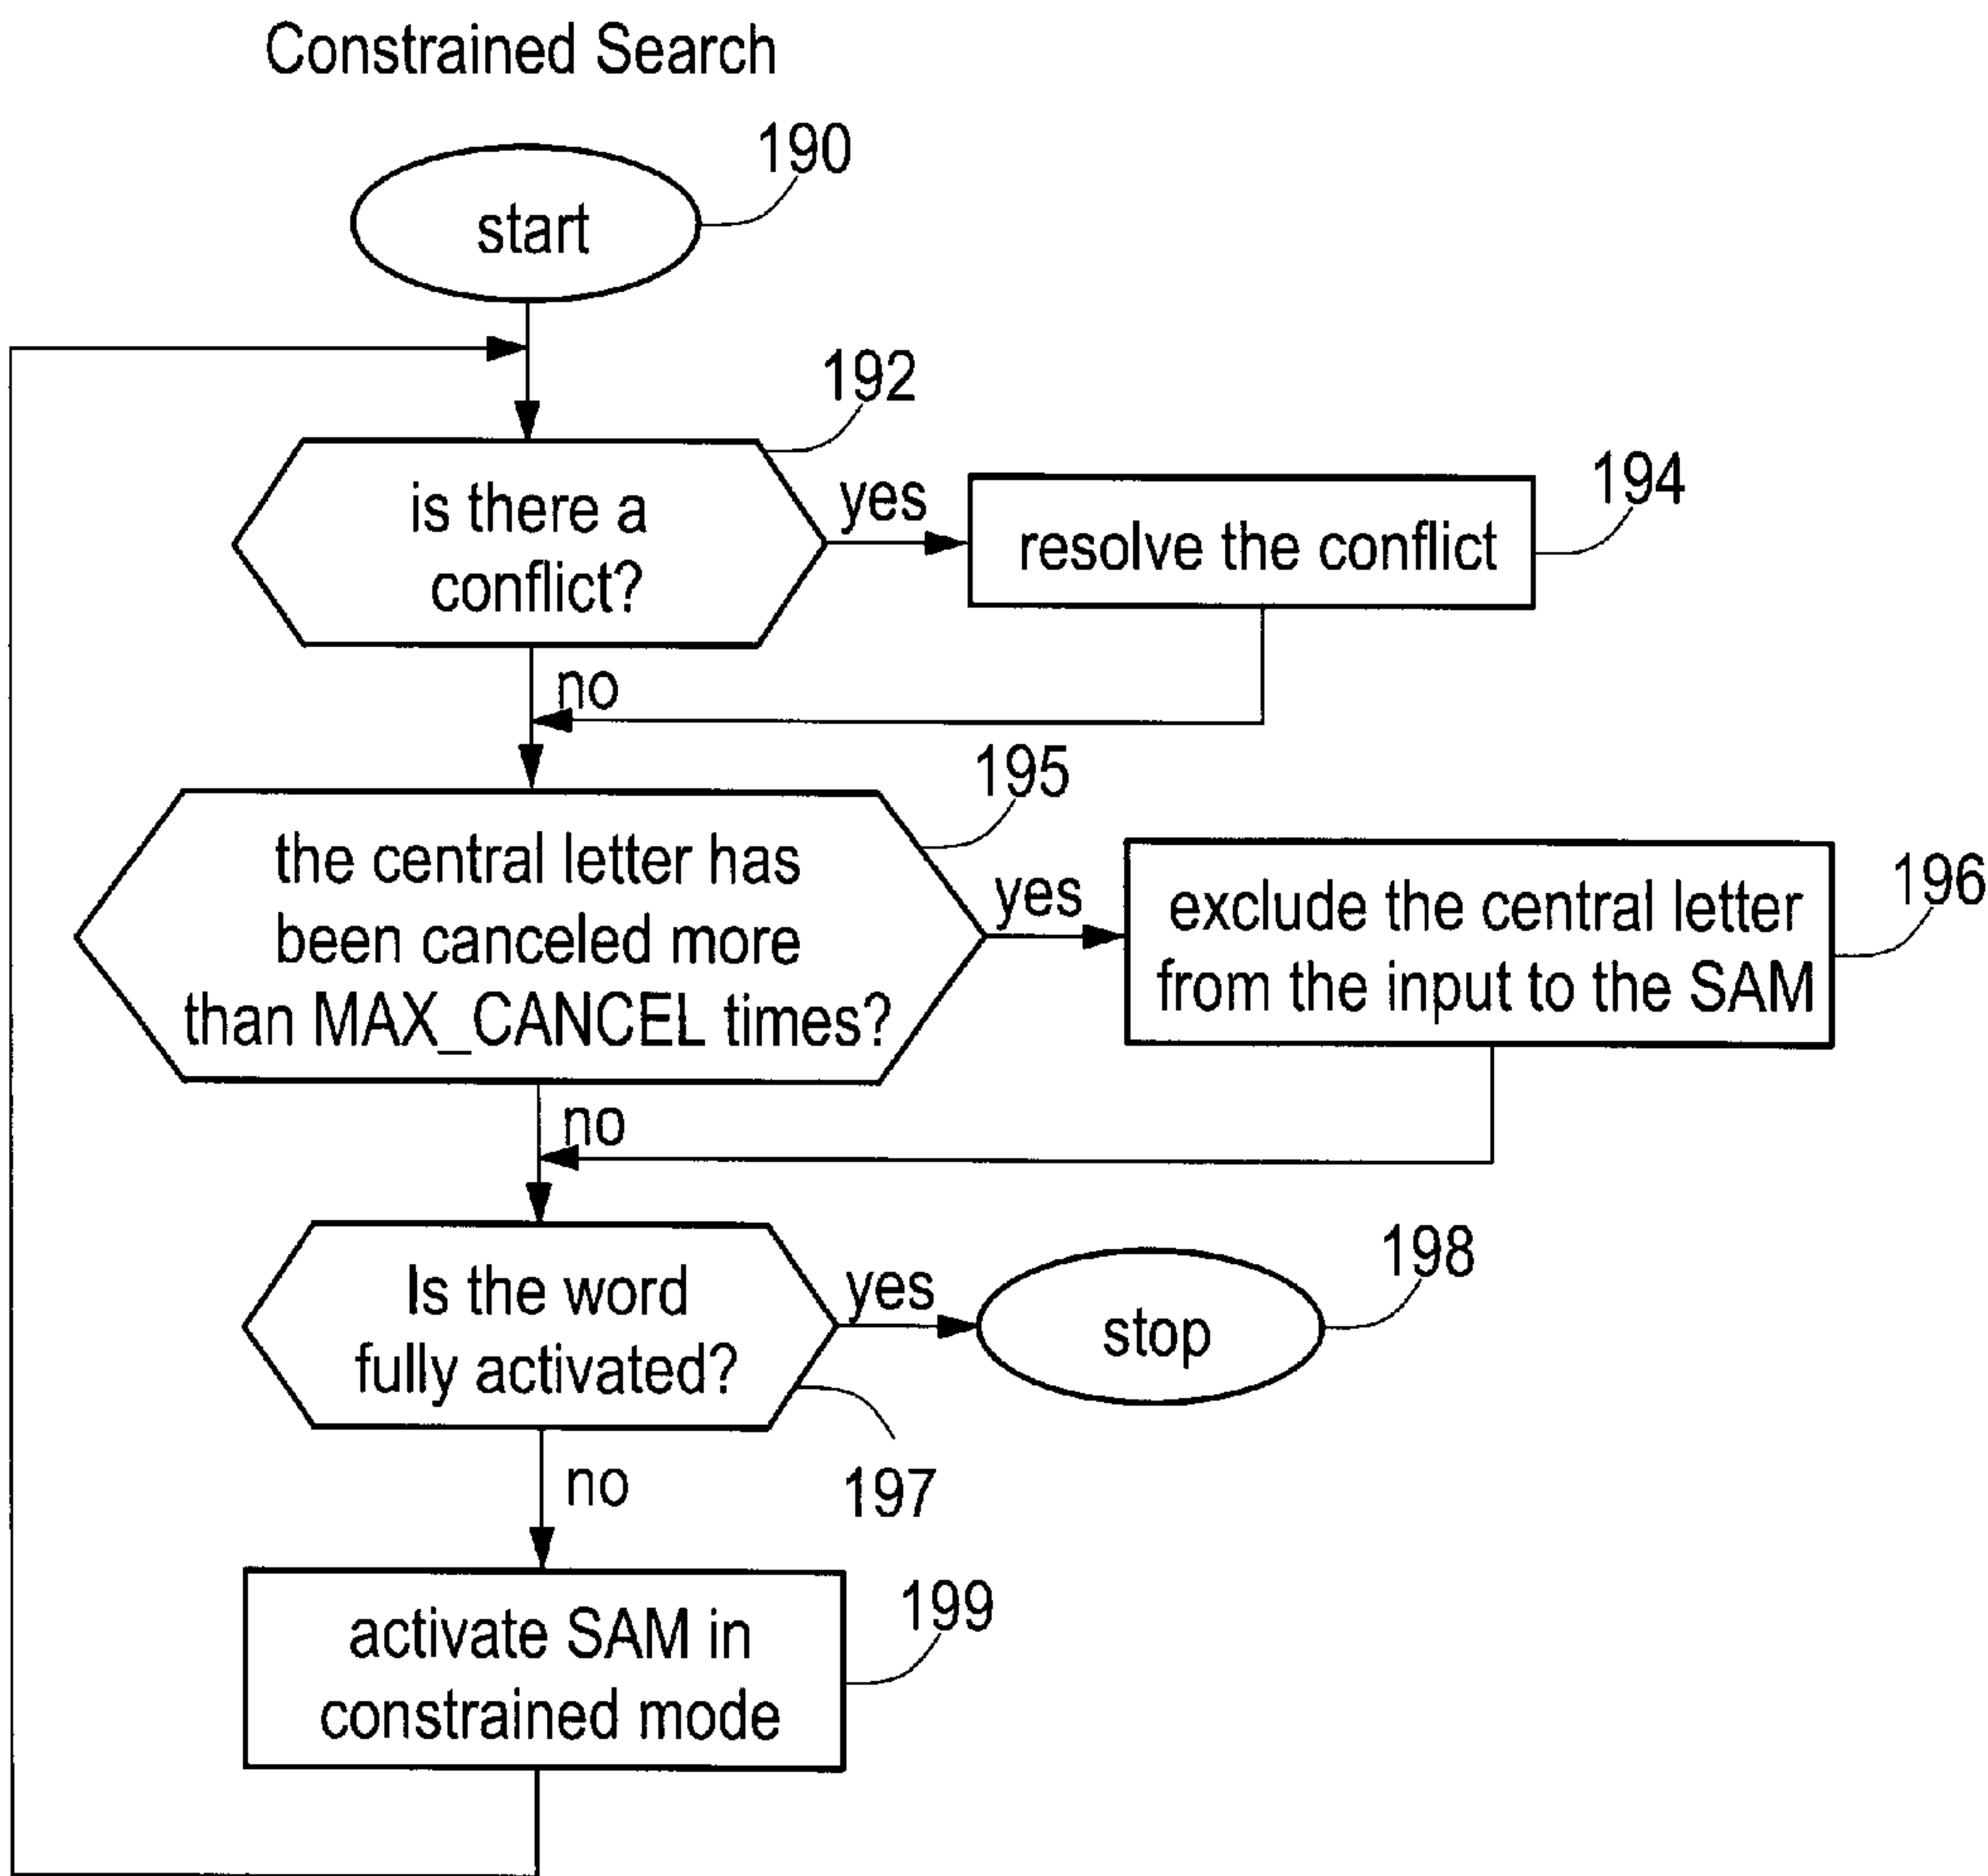 Constrained Search
190
start
192
is there a
conflict?
yes
194
resolve the conflict
no
195
the central letter has
been canceled more
than MAX_CANCEL times?
yes
196
exclude the central letter
from the input to the SAM
no
Is the word
fully activated?
yes
198
stop
197
no
199
activate SAM in
constrained mode